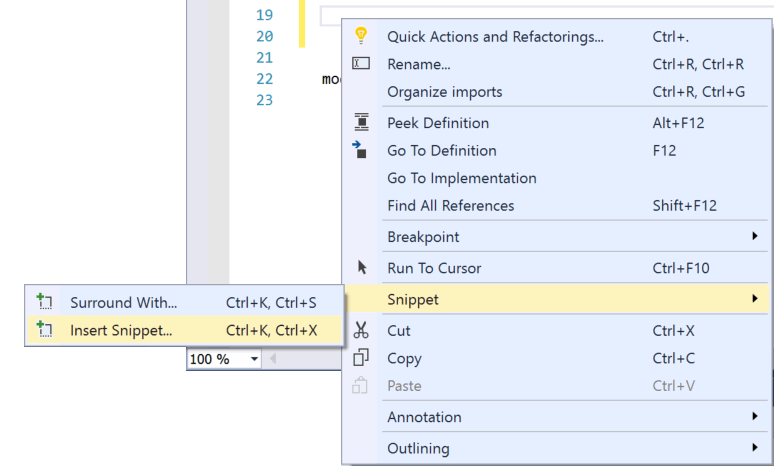 19
20
21
22 mo
23
Quick Actions and Refactorings... Ctrl+.
Rename... Ctrl+R, Ctrl+R
Organize imports Ctrl+R, Ctrl+G
Peek Definition Alt+F12
Go To Definition F12
Go To Implementation
Find All References Shift+F12
Breakpoint
Run To Cursor Ctrl+F10
Snippet
Surround With... Ctrl+K, Ctrl+S
Insert Snippet... Ctrl+K, Ctrl+X
Cut Ctrl+X
Copy Ctrl+C
Paste Ctrl+V
Annotation
Outlining
100 %